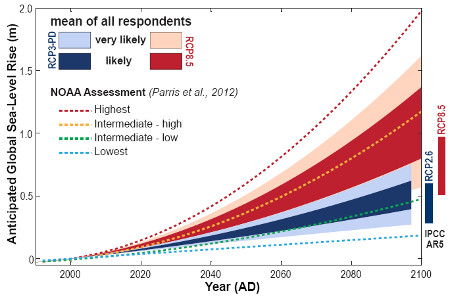 mean of all respondents
RCP3-PD
very likely
likely
RCP8.5
NOAA Assessment (Parris et al., 2012)
Highest
Intermediate - high
Intermediate - low
Lowest
Anticipated Global Sea-Level Rise (m)
2.0
1.5
1.0
0.5
0
2000
2020
2040
2060
2080
2100
Year (AD)
RCP2.6
RCP8.5
IPCC
AR5